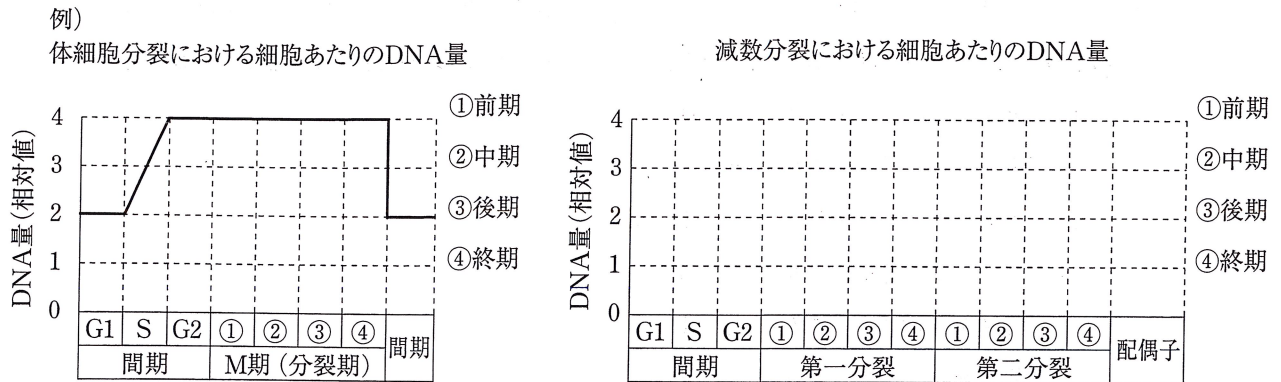 例）
体細胞分裂における細胞あたりのDNA量
DNA量（相対値）
4
3
2
1
0
①前期
②中期
③後期
④終期
G1 S G2 ① ② ③ ④ 間期
間期 M期（分裂期）
減数分裂における細胞あたりのDNA量
DNA量（相対値）
4
3
2
1
0
①前期
②中期
③後期
④終期
G1 S G2 ① ② ③ ④ ① ② ③ ④ 配偶子
間期 第一分裂 第二分裂